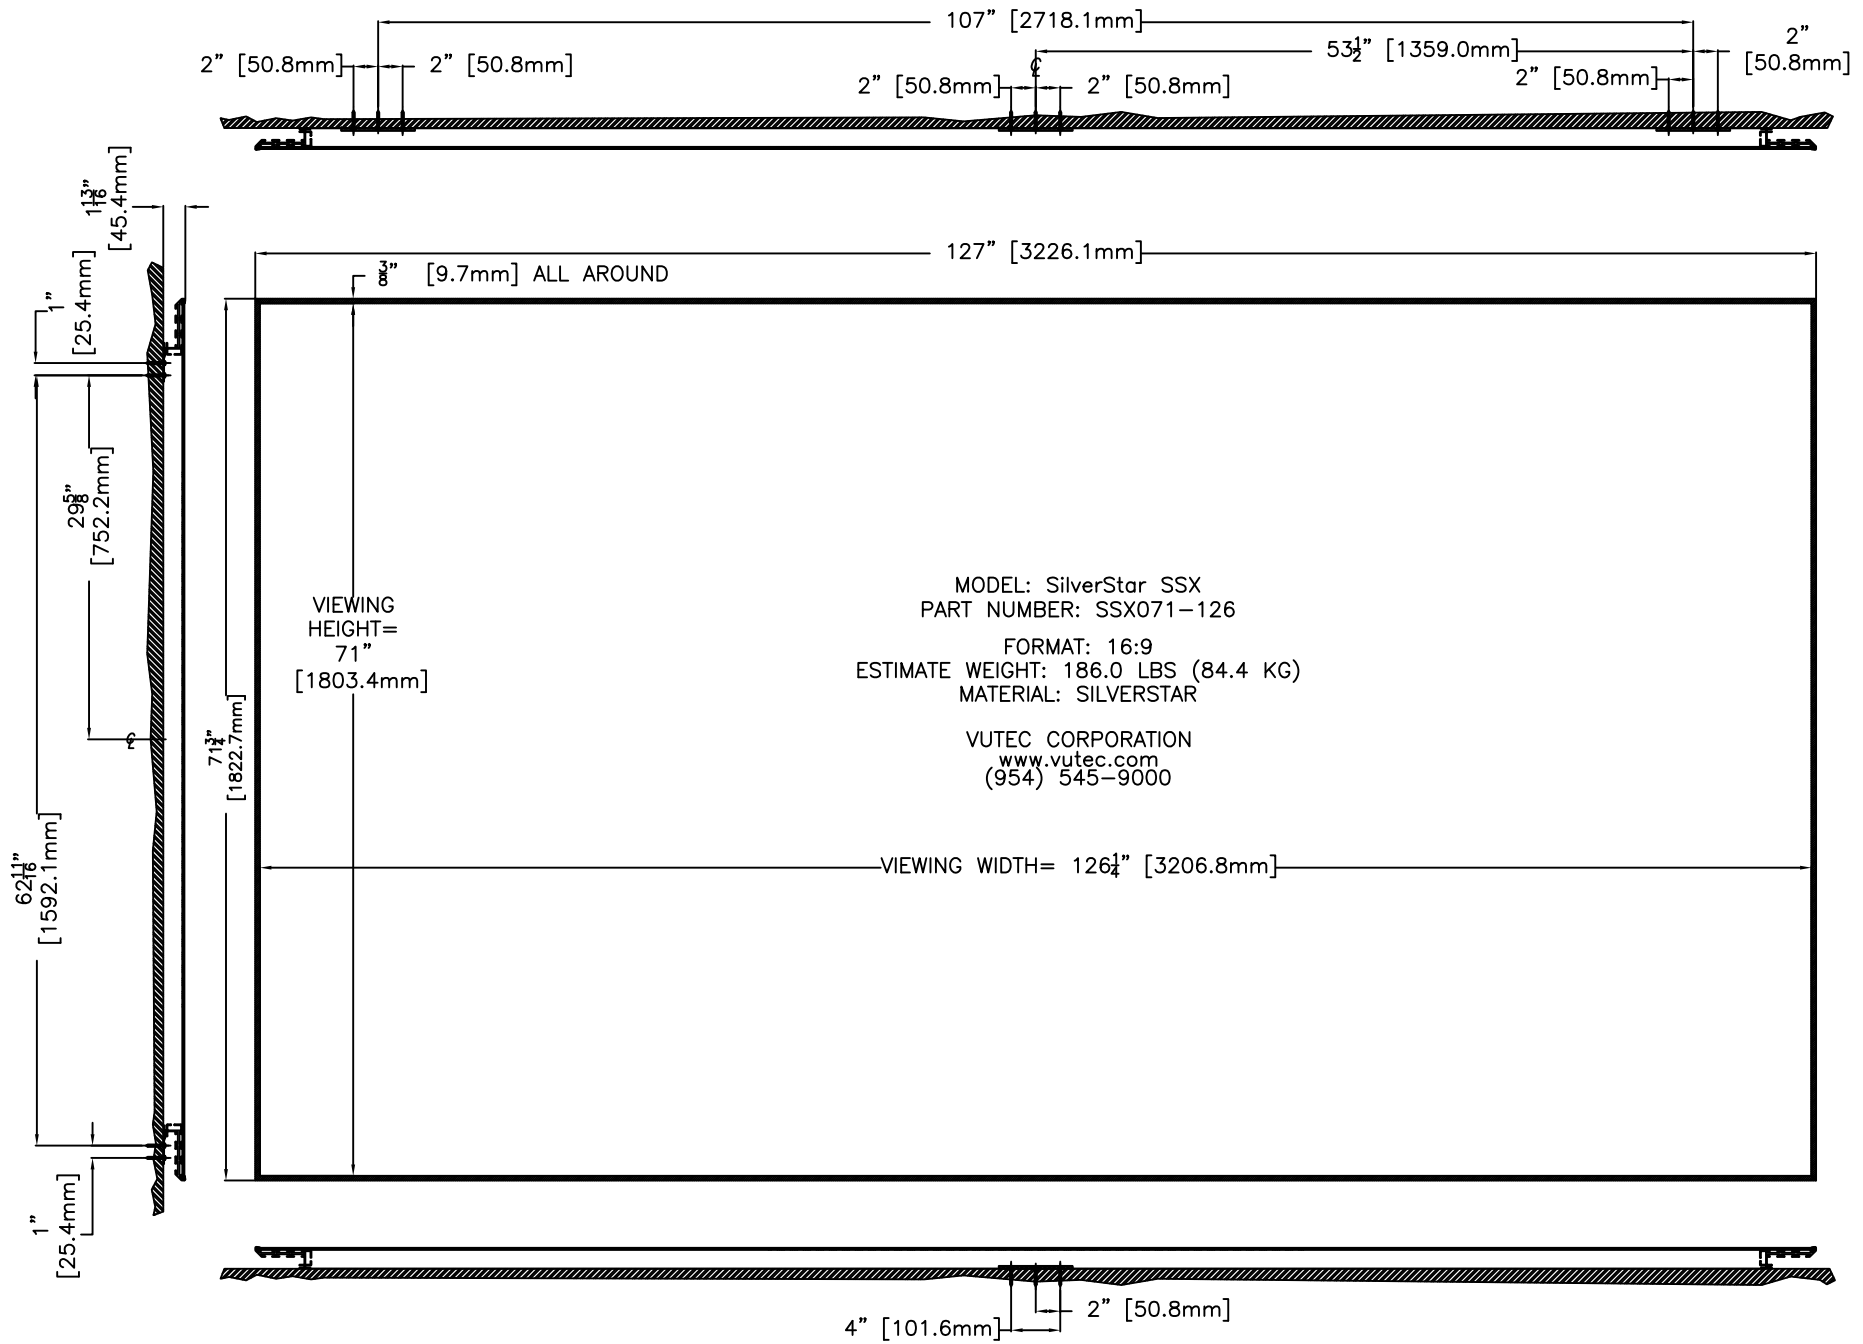 107” [2718.1mm]
53½” [1359.0mm]
2”
[50.8mm]
2” [50.8mm]
2” [50.8mm]
2” [50.8mm]
2” [50.8mm]
2” [50.8mm]
℄
1 13/16”
[45.4mm]
127” [3226.1mm]
3/8” [9.7mm] ALL AROUND
1”
[25.4mm]
29 5/8”
[752.2mm]
VIEWING
HEIGHT=
71”
[1803.4mm]
MODEL: SilverStar SSX
PART NUMBER: SSX071-126
FORMAT: 16:9
ESTIMATE WEIGHT: 186.0 LBS (84.4 KG)
MATERIAL: SILVERSTAR
VUTEC CORPORATION
www.vutec.com
(954) 545-9000
℄
71¾”
[1822.7mm]
62 11/16”
[1592.1mm]
VIEWING WIDTH= 126¼” [3206.8mm]
1”
[25.4mm]
2” [50.8mm]
4” [101.6mm]